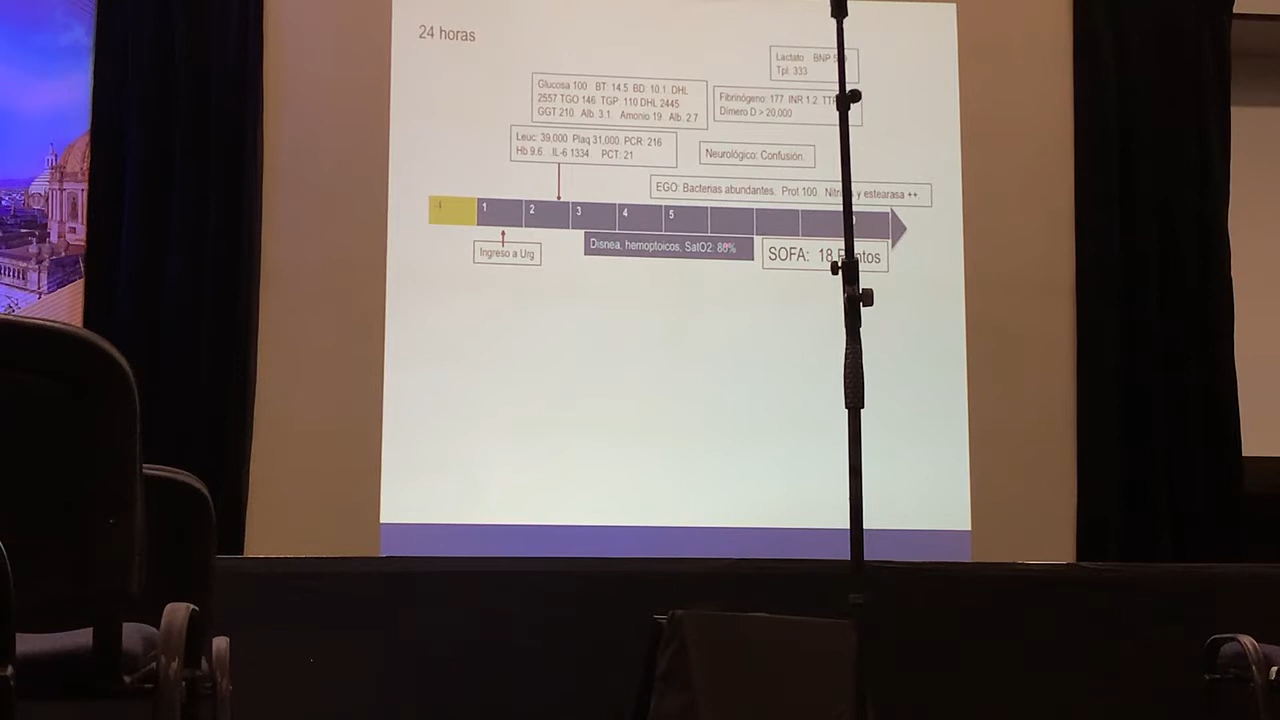 24 horas
Lactato BNP
Tpl: 333
Glucosa 100 BT: 14.5 BD: 10.1. DHL
2557 TGO 146 TGP: 110 DHL 2445
GGT 210 Alb. 3.1. Amonio 19 Alb. 2.7
Fibrinógeno: 177 INR 1.2
Dímero D > 20,000
Leuc: 39,000 Plaq 31,000. PCR: 216
Hb 9.6. IL-6 1334. PCT: 21
Neurológico: Confusión.
EGO: Bacterias abundantes. Prot 100. y estearasa ++.
1 2 3 4 5
Ingreso a Urg
Disnea, hemoptoicos, SatO2: 88%
SOFA: 18